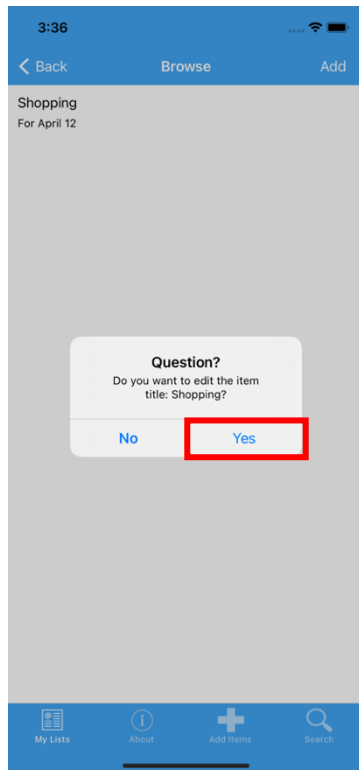 3:36
Back
Browse
Add
Shopping
For April 12
Question?
Do you want to edit the item
title: Shopping?
No
Yes
My Lists
About
Add Items
Search